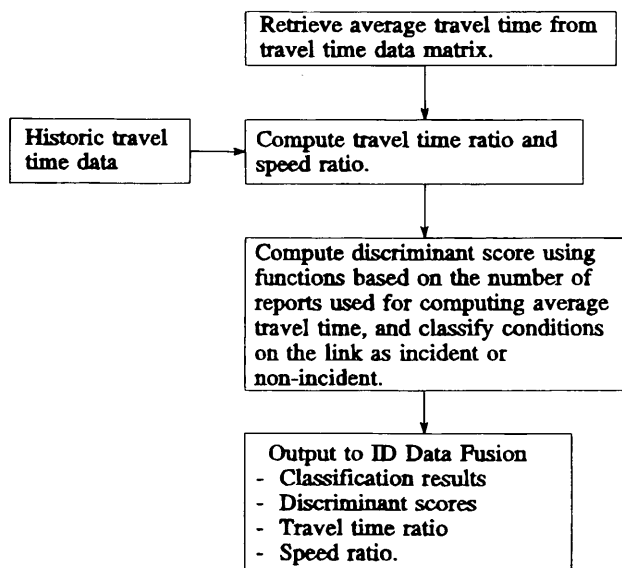 Retrieve average travel time from
travel time data matrix.
Historic travel
time data
Compute travel time ratio and
speed ratio.
Compute discriminant score using
functions based on the number of
reports used for computing average
travel time, and classify conditions
on the link as incident or
non-incident.
Output to ID Data Fusion
- Classification results
- Discriminant scores
- Travel time ratio
- Speed ratio.